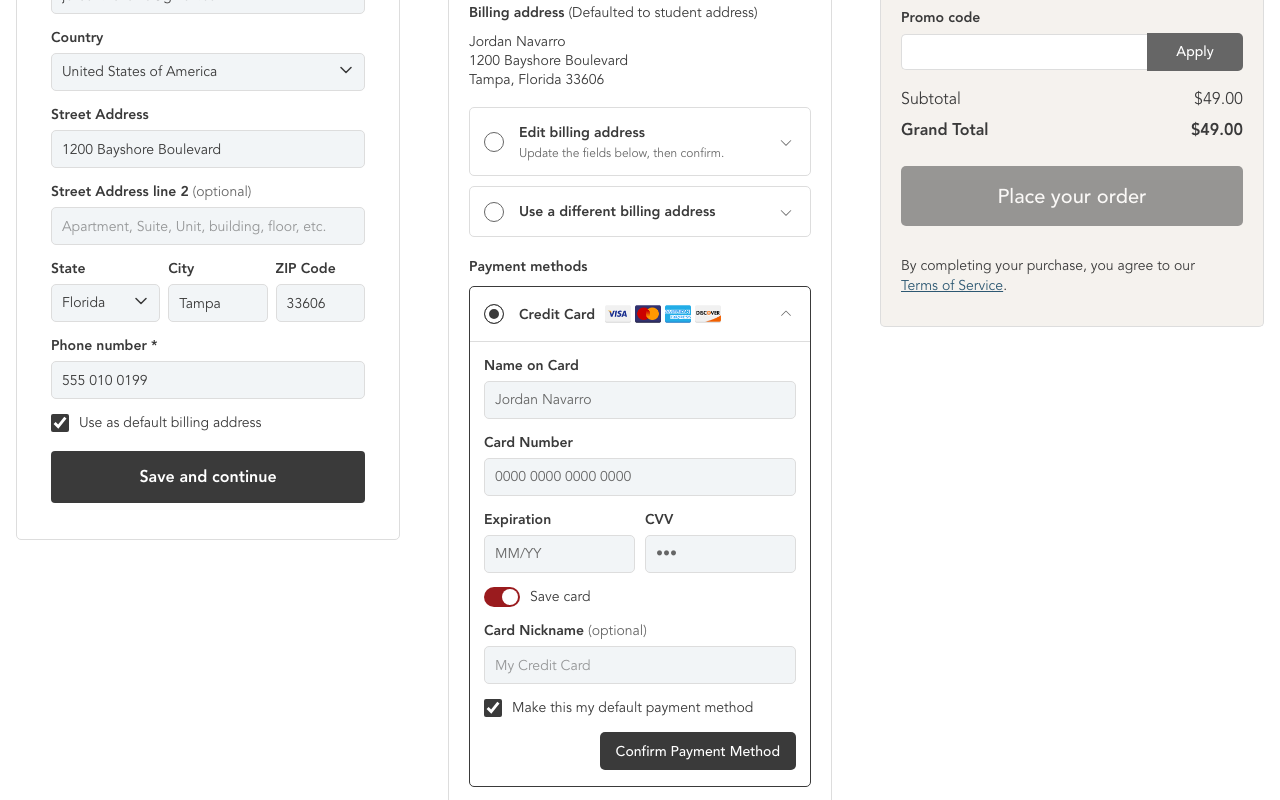 Country
United States of America
Street Address
1200 Bayshore Boulevard
Street Address line 2 (optional)
Apartment, Suite, Unit, building, floor, etc.
State City ZIP Code
Florida Tampa 33606
Phone number *
555 010 0199
Use as default billing address
Save and continue
Billing address (Defaulted to student address)
Jordan Navarro
1200 Bayshore Boulevard
Tampa, Florida 33606
Edit billing address
Update the fields below, then confirm.
Use a different billing address
Payment methods
Credit Card VISA DISCOVER
Name on Card
Jordan Navarro
Card Number
0000 0000 0000 0000
Expiration CVV
MM/YY •••
Save card
Card Nickname (optional)
My Credit Card
Make this my default payment method
Confirm Payment Method
Promo code
Apply
Subtotal $49.00
Grand Total $49.00
Place your order
By completing your purchase, you agree to our
Terms of Service.